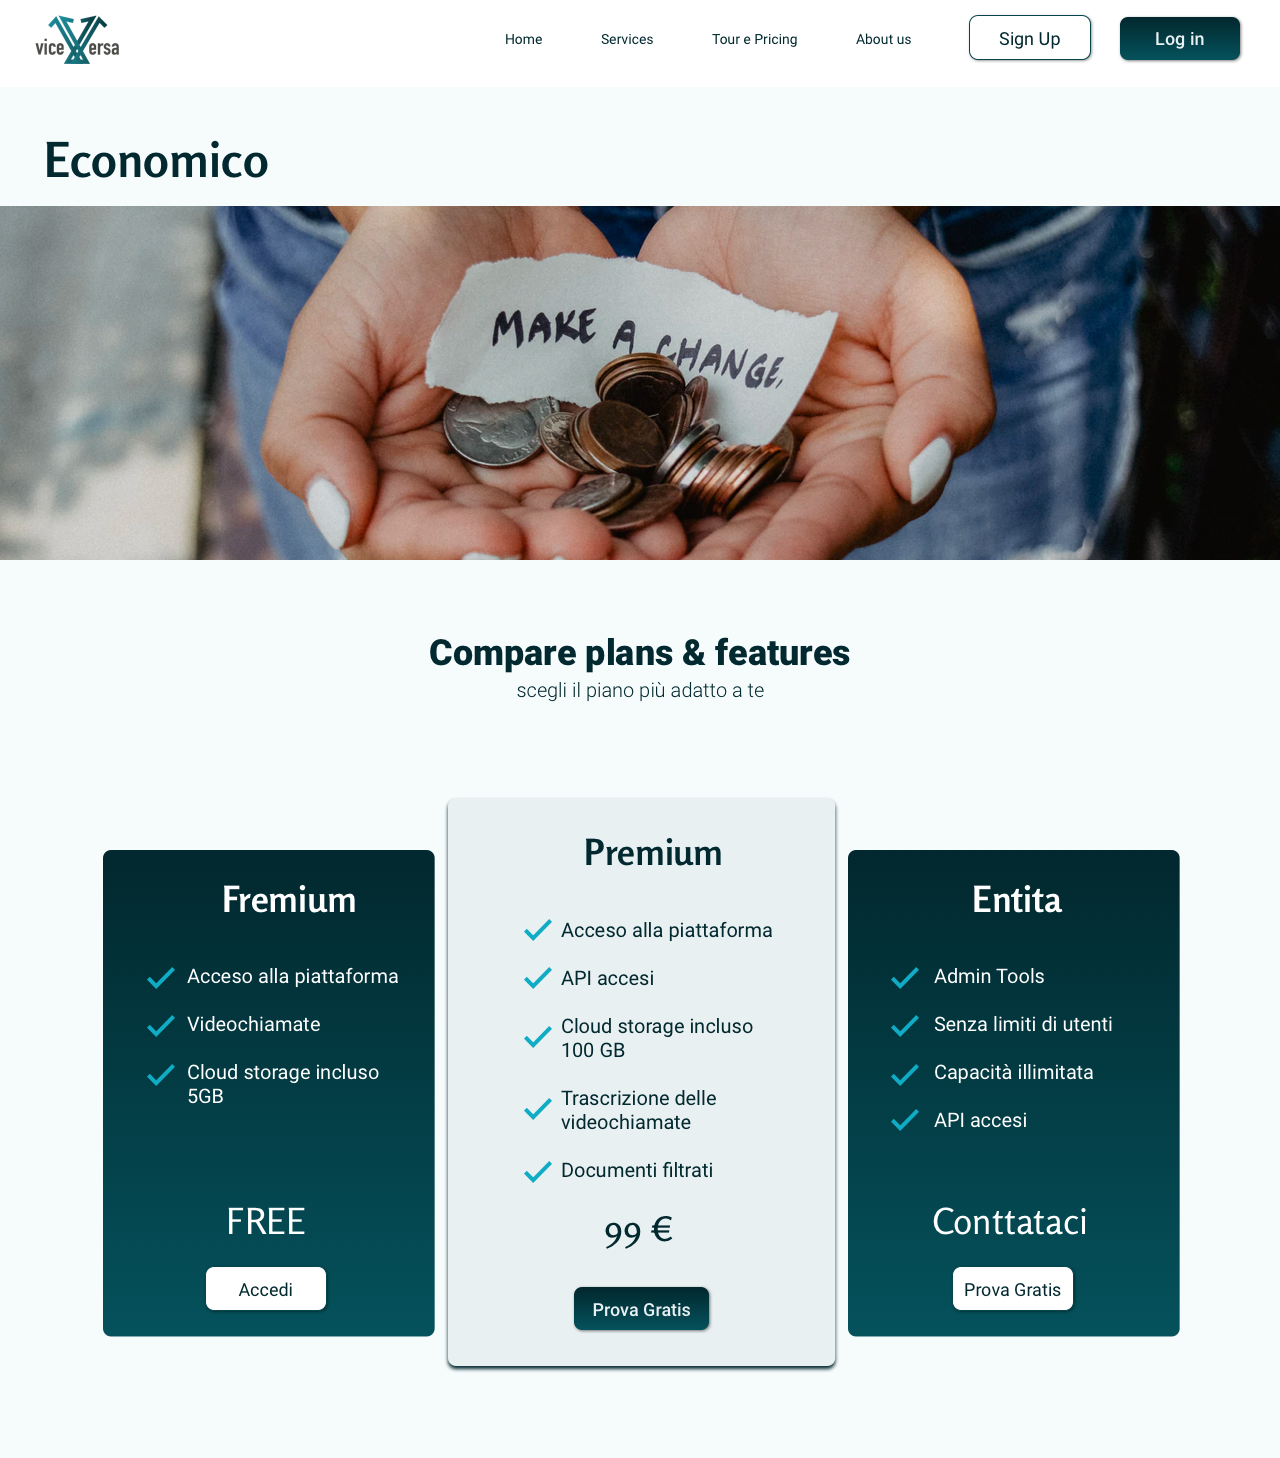 vice versa
Home
Services
Tour e Pricing
About us
Sign Up
Log in
Economico
MAKE A CHANGE.
Compare plans & features
scegli il piano più adatto a te
Fremium
Acceso alla piattaforma
Videochiamate
Cloud storage incluso
5GB
FREE
Accedi
Premium
Acceso alla piattaforma
API accesi
Cloud storage incluso
100 GB
Trascrizione delle
videochiamate
Documenti filtrati
99 €
Prova Gratis
Entita
Admin Tools
Senza limiti di utenti
Capacità illimitata
API accesi
Conttataci
Prova Gratis